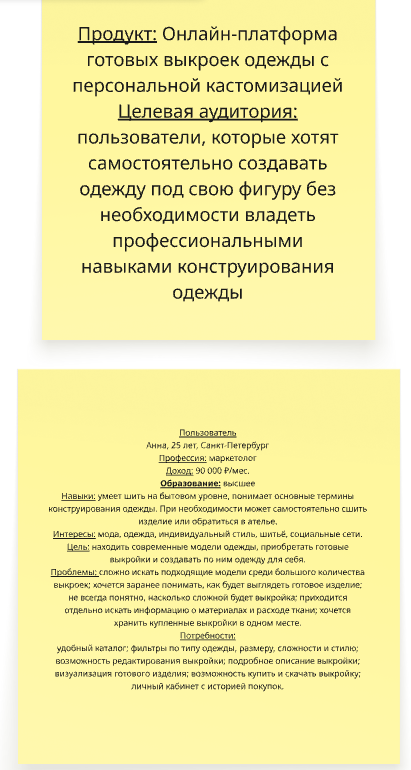 Продукт: Онлайн-платформа
готовых выкроек одежды с
персональной кастомизацией
Целевая аудитория:
пользователи, которые хотят
самостоятельно создавать
одежду под свою фигуру без
необходимости владеть
профессиональными
навыками конструирования
одежды
Пользователь
Анна, 25 лет, Санкт-Петербург
Профессия: маркетолог
Доход: 90 000 ₽/мес.
Образование: высшее
Навыки: умеет шить на бытовом уровне, понимает основные термины
конструирования одежды. При необходимости может самостоятельно сшить
изделие или обратиться в ателье.
Интересы: мода, одежда, индивидуальный стиль, шитьё, социальные сети.
Цель: находить современные модели одежды, приобретать готовые
выкройки и создавать по ним одежду для себя.
Проблемы: сложно искать подходящие модели среди большого количества
выкроек; хочется заранее понимать, как будет выглядеть готовое изделие;
не всегда понятно, насколько сложной будет выкройка; приходится
отдельно искать информацию о материалах и расходе ткани; хочется
хранить купленные выкройки в одном месте.
Потребности:
удобный каталог; фильтры по типу одежды, размеру, сложности и стилю;
возможность редактирования выкройки; подробное описание выкройки;
визуализация готового изделия; возможность купить и скачать выкройку;
личный кабинет с историей покупок.